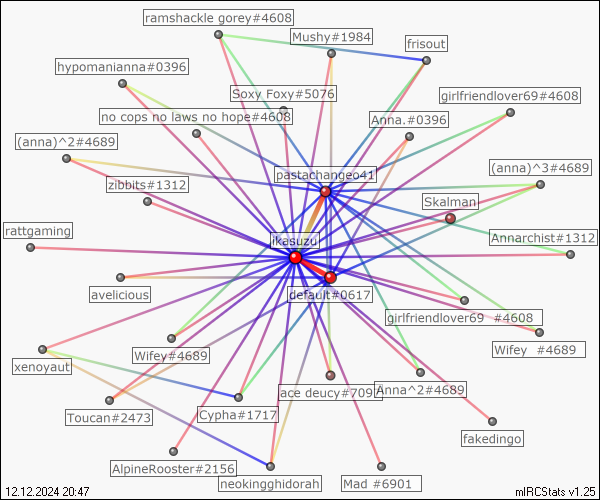 ramshackle gorey#4608
Mushy#1984
frisout
hypomanianna#0396
Soxy Foxy#5076
girlfriendlover69#4608
no cops no laws no hope#4608
Anna.#0396
(anna)^2#4689
pastachangeo41
(anna)^3#4689
zibbits#1312
Skalman
rattgaming
ikasuzu
Annarchist#1312
avelicious
default#0617
girlfriendlover69 #4608
Wifey#4689
Wifey #4689
xenoyaut
ace deucy#709
Anna^2#4689
Toucan#2473
Cypha#1717
fakedingo
AlpineRooster#2156
neokingghidorah
Mad #6901
12.12.2024 20:47
mIRCStats v1.25